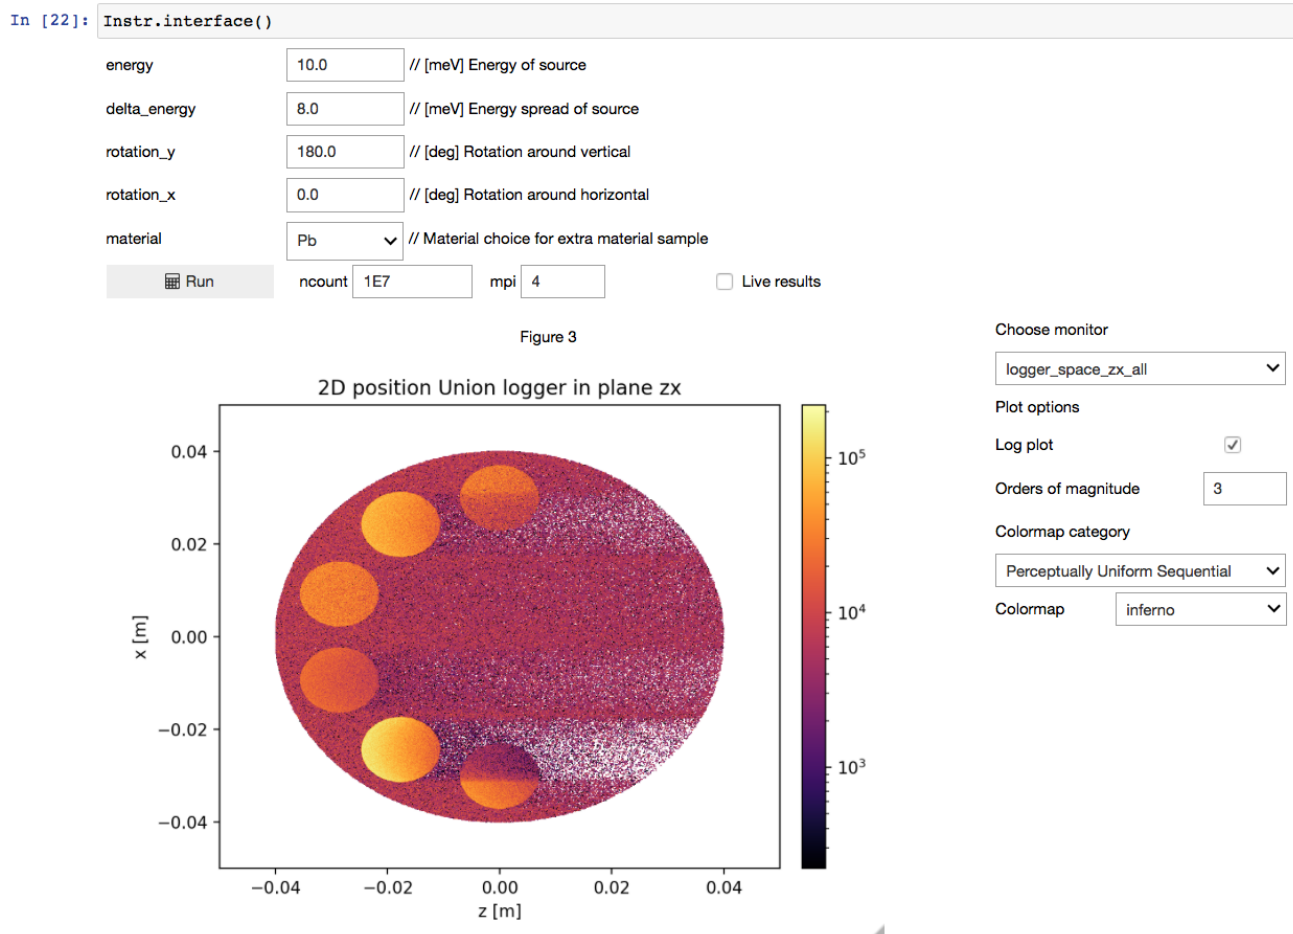 In [22]: Instr.interface()
energy 10.0 // [meV] Energy of source
delta_energy 8.0 // [meV] Energy spread of source
rotation_y 180.0 // [deg] Rotation around vertical
rotation_x 0.0 // [deg] Rotation around horizontal
material Pb // Material choice for extra material sample
Run ncount 1E7 mpi 4 Live results
Figure 3
2D position Union logger in plane zx
0.04
0.02
0.00
−0.02
−0.04
x [m]
−0.04 −0.02 0.00 0.02 0.04
z [m]
10⁵
10⁴
10³
Choose monitor
logger_space_zx_all
Plot options
Log plot
Orders of magnitude 3
Colormap category
Perceptually Uniform Sequential
Colormap inferno